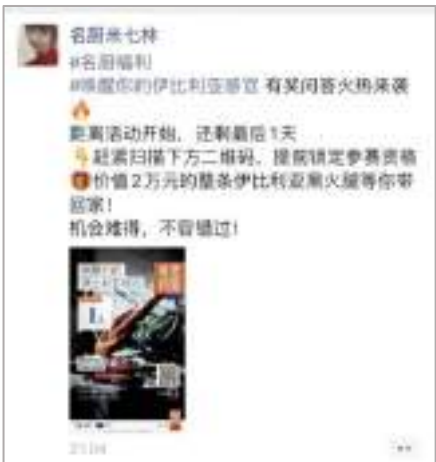 名厨米七林
#名厨福利
#唤醒你的伊比利亚感官 有奖问答火热来袭
距离活动开始，还剩最后1天
赶紧扫描下方二维码，提前锁定参赛资格
价值2万元的整条伊比利亚黑火腿等你带
回家！
机会难得，不容错过！
L
21:04